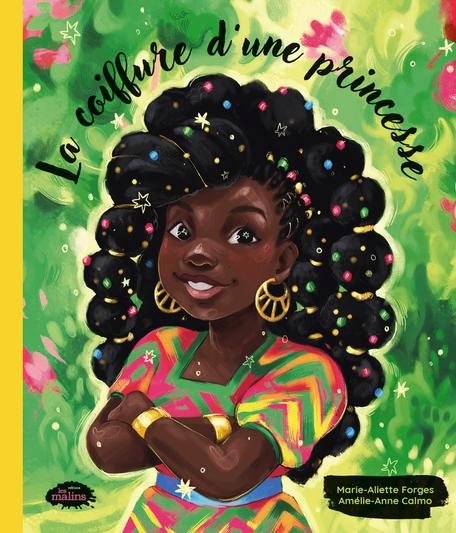 La coiffure d'une princesse
éditions
les
malins
Marie-Aliette Forges
Amélie-Anne Calmo